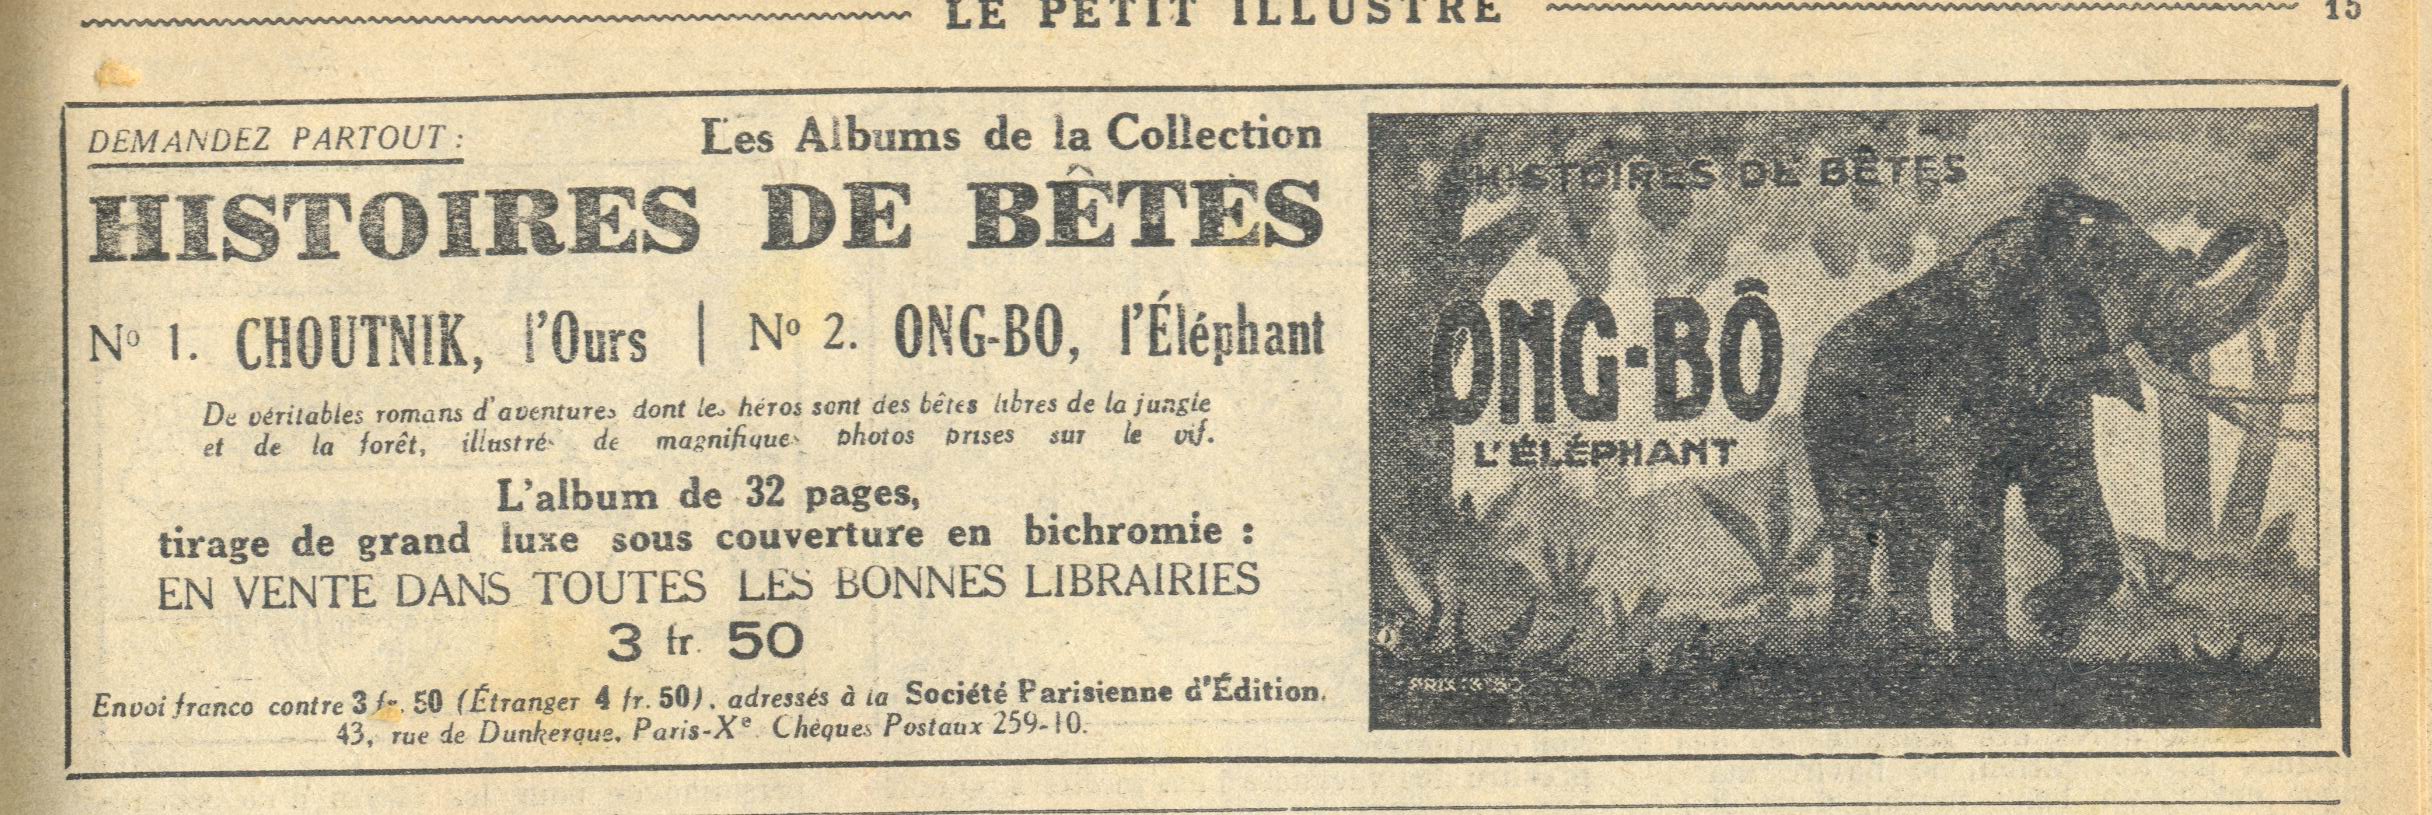 LE PETIT ILLUSTRÉ 15
DEMANDEZ PARTOUT :
Les Albums de la Collection
HISTOIRES DE BÊTES
Nº 1. CHOUTNIK, l'Ours | Nº 2. ONG-BO, l'Éléphant
De véritables romans d'aventures dont les héros sont des bêtes libres de la jungle
et de la forêt, illustrés de magnifiques photos prises sur le vif.
L'album de 32 pages,
tirage de grand luxe sous couverture en bichromie :
EN VENTE DANS TOUTES LES BONNES LIBRAIRIES
3 fr. 50
Envoi franco contre 3 fr. 50 (Étranger 4 fr. 50), adressés à la Société Parisienne d'Édition,
43, rue de Dunkerque, Paris-Xe. Chèques Postaux 259-10.
HISTOIRES DE BÊTES
ONG-BÔ
L'ÉLÉPHANT
PRIX : 3f50